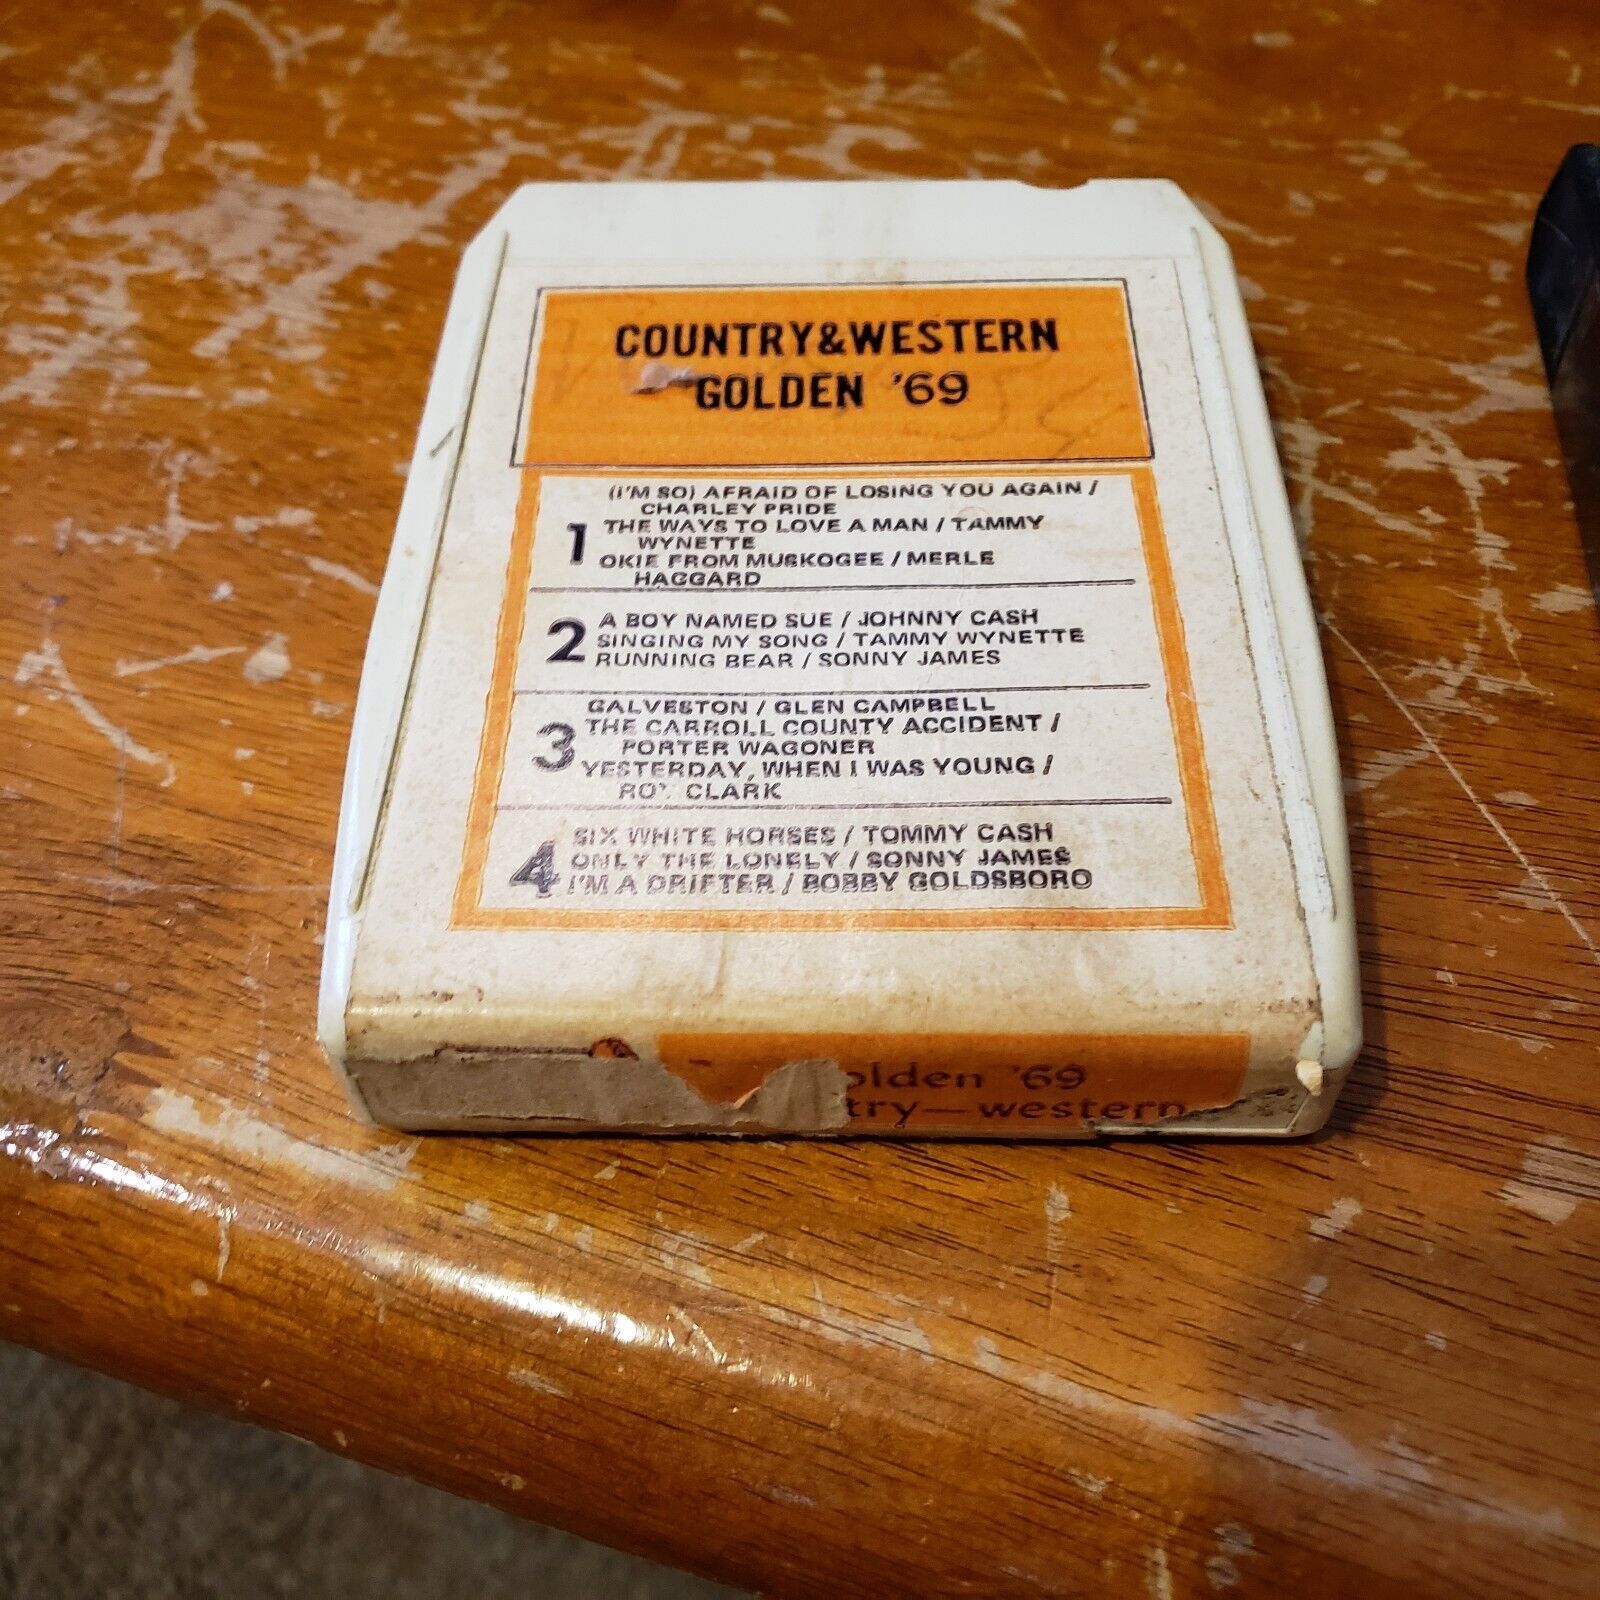 COUNTRY&WESTERN
GOLDEN '69
1
(I'M SO) AFRAID OF LOSING YOU AGAIN /
CHARLEY PRIDE
THE WAYS TO LOVE A MAN / TAMMY
WYNETTE
OKIE FROM MUSKOGEE / MERLE
HAGGARD
2
A BOY NAMED SUE / JOHNNY CASH
SINGING MY SONG / TAMMY WYNETTE
RUNNING BEAR / SONNY JAMES
3
GALVESTON / GLEN CAMPBELL
THE CARROLL COUNTY ACCIDENT /
PORTER WAGONER
YESTERDAY, WHEN I WAS YOUNG /
ROY CLARK
4
SIX WHITE HORSES / TOMMY CASH
ONLY THE LONELY / SONNY JAMES
I'M A DRIFTER / BOBBY GOLDSBORO
olden '69
try—western